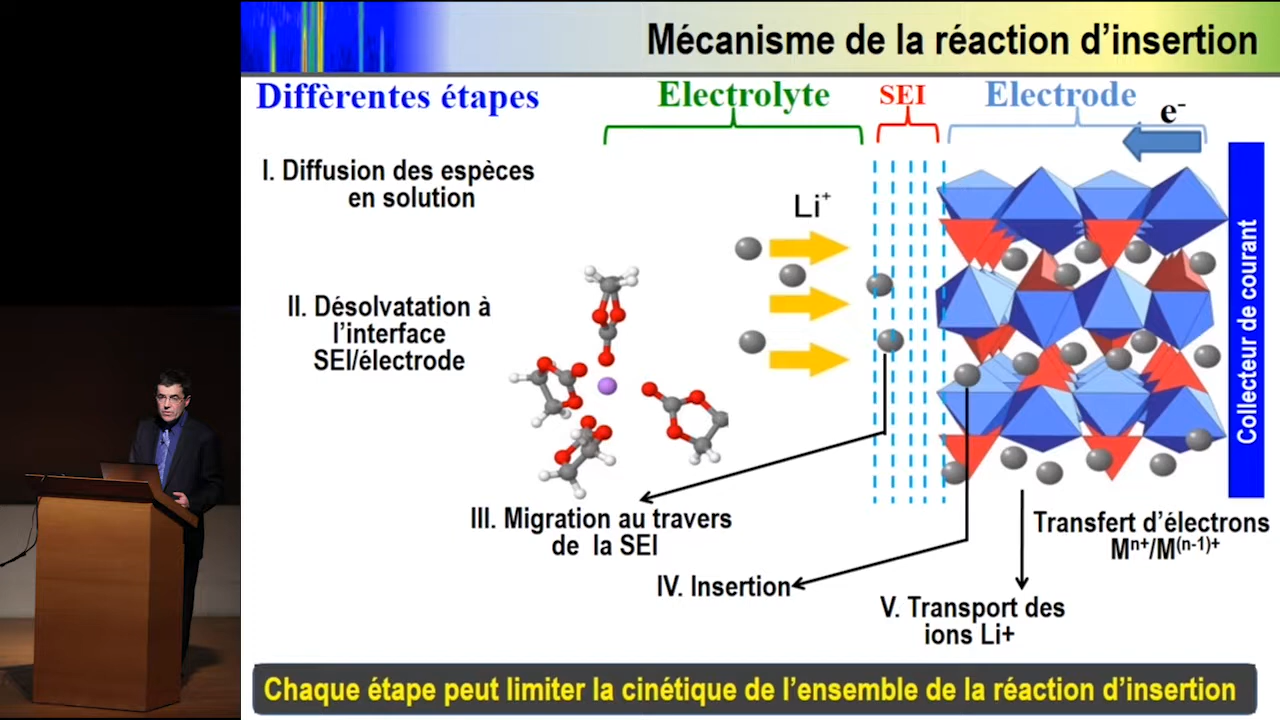 Mécanisme de la réaction d'insertion
Diffèrentes étapes
Electrolyte
SEI
Electrode
e-
I. Diffusion des espèces
en solution
Li+
II. Désolvatation à
l'interface
SEI/électrode
Collecteur de courant
III. Migration au travers
de la SEI
Transfert d'électrons
Mn+/M(n-1)+
IV. Insertion
V. Transport des
ions Li+
Chaque étape peut limiter la cinétique de l'ensemble de la réaction d'insertion